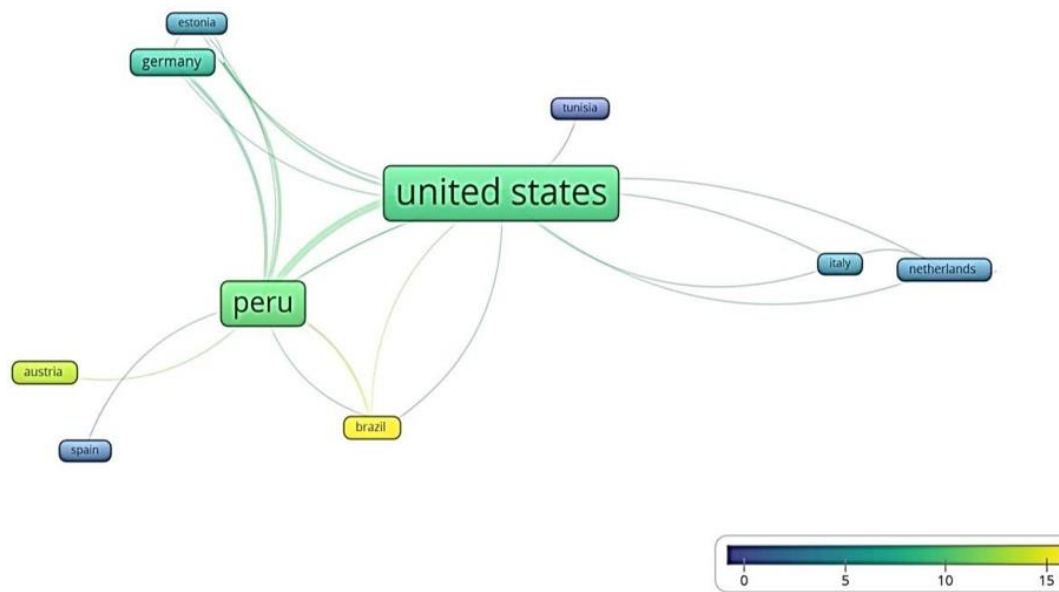 estonia
germany
tunisia
united states
italy
netherlands
peru
austria
brazil
spain
0 5 10 15